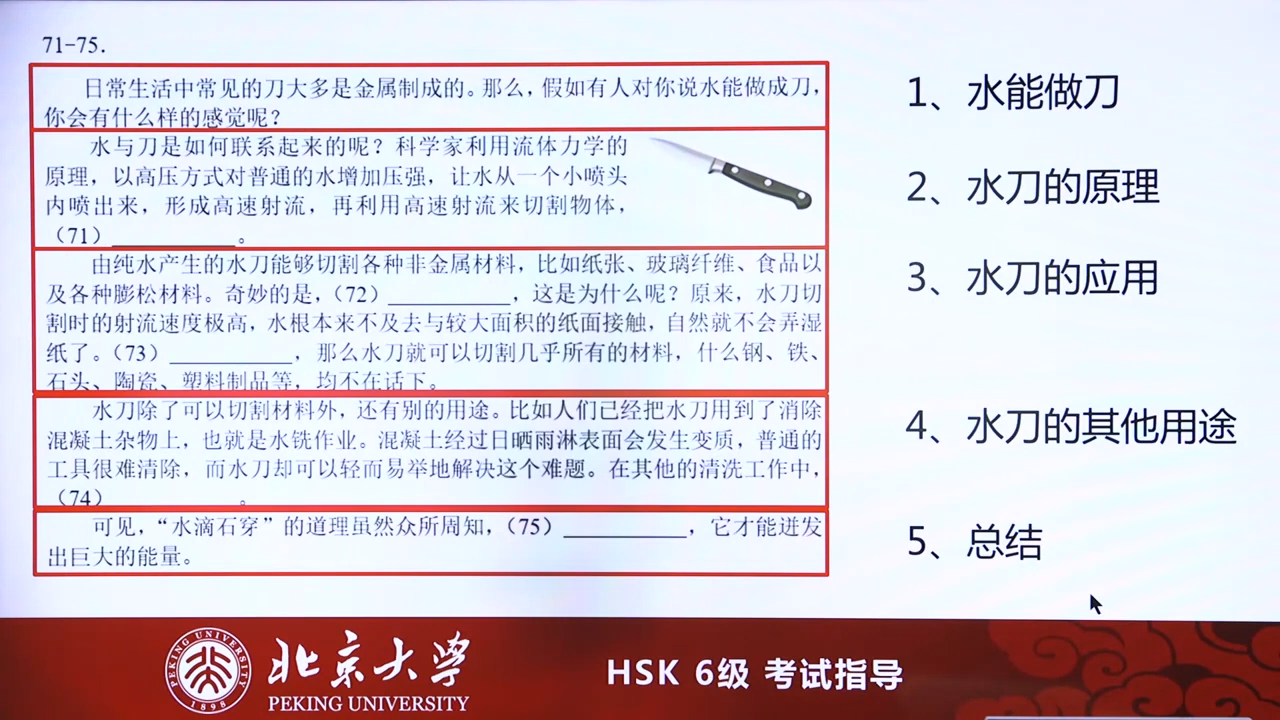 71-75.
日常生活中常见的刀大多是金属制成的。那么，假如有人对你说水能做成刀，
你会有什么样的感觉呢？
水与刀是如何联系起来的呢？科学家利用流体力学的
原理，以高压方式对普通的水增加压强，让水从一个小喷头
内喷出来，形成高速射流，再利用高速射流来切割物体，
（71）__________。
由纯水产生的水刀能够切割各种非金属材料，比如纸张、玻璃纤维、食品以
及各种膨松材料。奇妙的是，（72）__________，这是为什么呢？原来，水刀切
割时的射流速度极高，水根本来不及去与较大面积的纸面接触，自然就不会弄湿
纸了。（73）__________，那么水刀就可以切割几乎所有的材料，什么钢、铁、
石头、陶瓷、塑料制品等，均不在话下。
水刀除了可以切割材料外，还有别的用途。比如人们已经把水刀用到了消除
混凝土杂物上，也就是水铣作业。混凝土经过日晒雨淋表面会发生变质，普通的
工具很难清除，而水刀却可以轻而易举地解决这个难题。在其他的清洗工作中，
（74）__________。
可见，“水滴石穿”的道理虽然众所周知，（75）__________，它才能迸发
出巨大的能量。
1、水能做刀
2、水刀的原理
3、水刀的应用
4、水刀的其他用途
5、总结
PEKING UNIVERSITY
1898
北京大学
PEKING UNIVERSITY
HSK 6级 考试指导